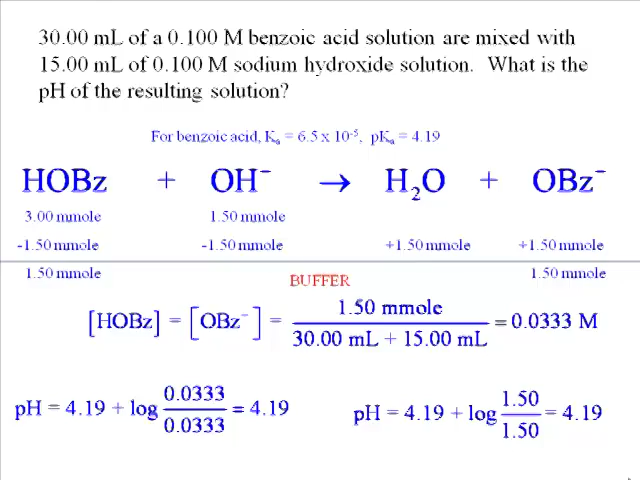 30.00 mL of a 0.100 M benzoic acid solution are mixed with
15.00 mL of 0.100 M sodium hydroxide solution.  What is the
pH of the resulting solution?
For benzoic acid, Kₐ = 6.5 x 10⁻⁵,  pKₐ = 4.19
HOBz + OH⁻ → H₂O + OBz⁻
3.00 mmole 1.50 mmole
-1.50 mmole -1.50 mmole +1.50 mmole +1.50 mmole
1.50 mmole BUFFER 1.50 mmole
[HOBz] = [OBz⁻] = 1.50 mmole / 30.00 mL + 15.00 mL = 0.0333 M
pH = 4.19 + log 0.0333 / 0.0333 = 4.19 pH = 4.19 + log 1.50 / 1.50 = 4.19